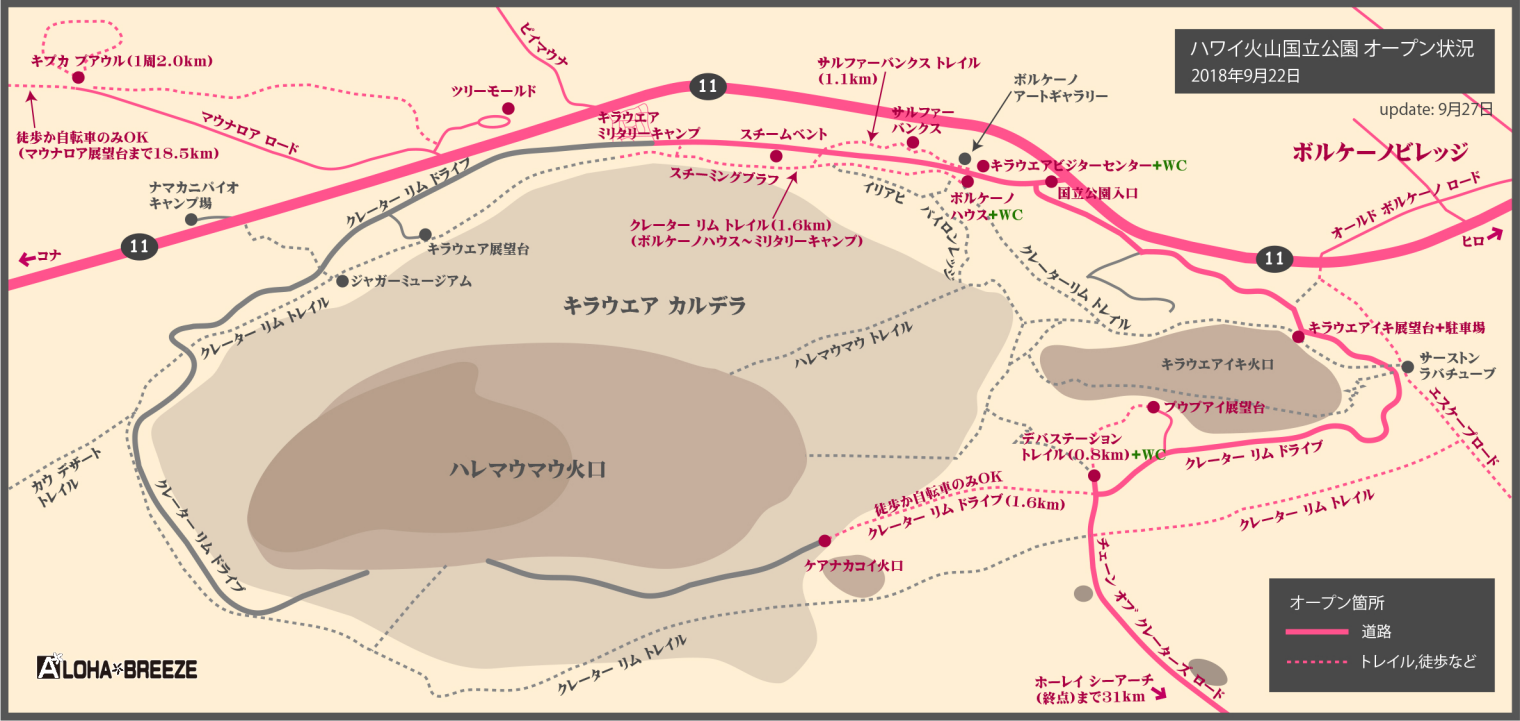 ハワイ火山国立公園 オープン状況
2018年9月22日
update: 9月27日
キプカ プアウル(1周2.0km)
ピイマウナ
11
サルファーバンクス トレイル
(1.1km)
ボルケーノ
アートギャラリー
ツリーモールド
徒歩か自転車のみOK
(マウナロア展望台まで18.5km)
マウナロア ロード
キラウエア
ミリタリーキャンプ
スチームベント
サルファー
バンクス
キラウエアビジターセンター+WC
ボルケーノビレッジ
ナマカニパイオ
キャンプ場
クレーター リム ドライブ
スチーミングブラフ
イリアヒ
ボルケーノ
ハウス+WC
国立公園入口
オールド ボルケーノ ロード
クレーター リム トレイル(1.6km)
(ボルケーノハウス～ミリタリーキャンプ)
バイロンレッジ
11
コナ
キラウエア展望台
クレーターリム トレイル
11
ヒロ
ジャガーミュージアム
キラウエア カルデラ
クレーター リム トレイル
ハレマウマウ トレイル
キラウエアイキ展望台+駐車場
キラウエアイキ火口
サーストン
ラバチューブ
プウプアイ展望台
エスケープロード
デバステーション
トレイル(0.8km)+WC
クレーター リム ドライブ
ハレマウマウ火口
カウ デザート
トレイル
徒歩か自転車のみOK
クレーター リム ドライブ(1.6km)
クレーター リム トレイル
クレーター リム ドライブ
ケアナカコイ火口
チェーン オブ クレーターズ ロード
クレーター リム トレイル
ホーレイ シーアーチ
(終点)まで31km
オープン箇所
道路
トレイル,徒歩など
ALOHA BREEZE